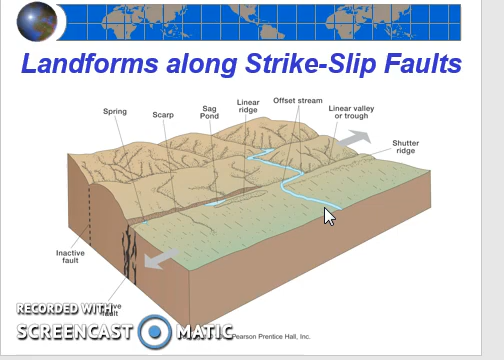 Landforms along Strike-Slip Faults
Spring
Scarp
Sag
Pond
Linear
ridge
Offset stream
Linear valley
or trough
Shutter
ridge
Inactive
fault
fault
RECORDED WITH
SCREENCAST MATIC
Pearson Prentice Hall, Inc.